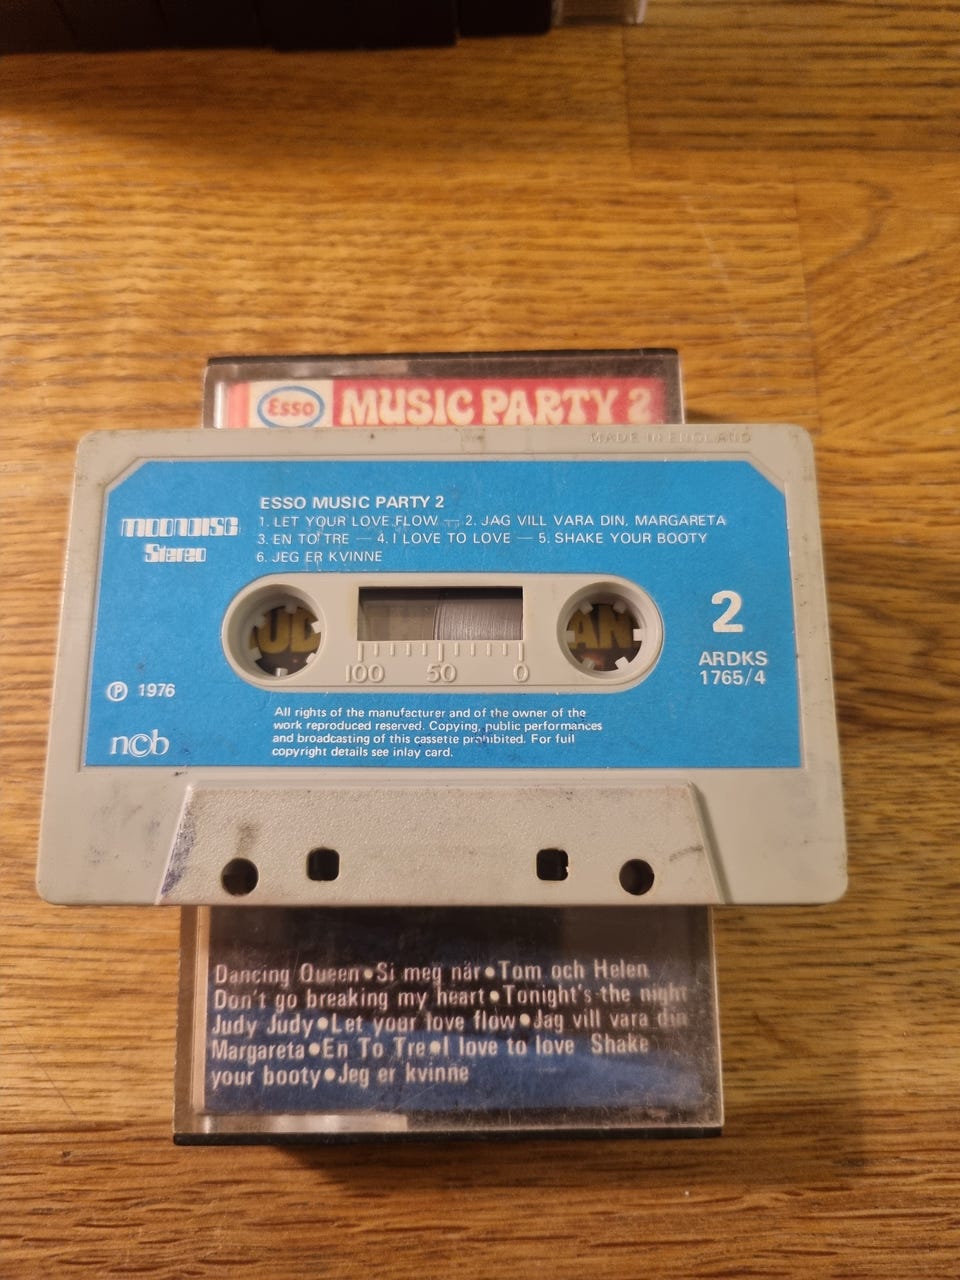 Esso MUSIC PARTY 2
MADE IN ENGLAND
ESSO MUSIC PARTY 2
1. LET YOUR LOVE FLOW — 2. JAG VILL VARA DIN, MARGARETA
3. EN TO TRE — 4. I LOVE TO LOVE — 5. SHAKE YOUR BOOTY
6. JEG ER KVINNE
MOONDISC
Stereo
UD
AN
2
ARDKS
1765/4
100 50 0
Ⓟ 1976
n©b
All rights of the manufacturer and of the owner of the
work reproduced reserved. Copying, public performances
and broadcasting of this cassette prohibited. For full
copyright details see inlay card.
Dancing Queen•Si meg når•Tom och Helen
Don't go breaking my heart•Tonight's the night
Judy Judy•Let your love flow•Jag vill vara din
Margareta•En To Tre•I love to love Shake
your booty•Jeg er kvinne